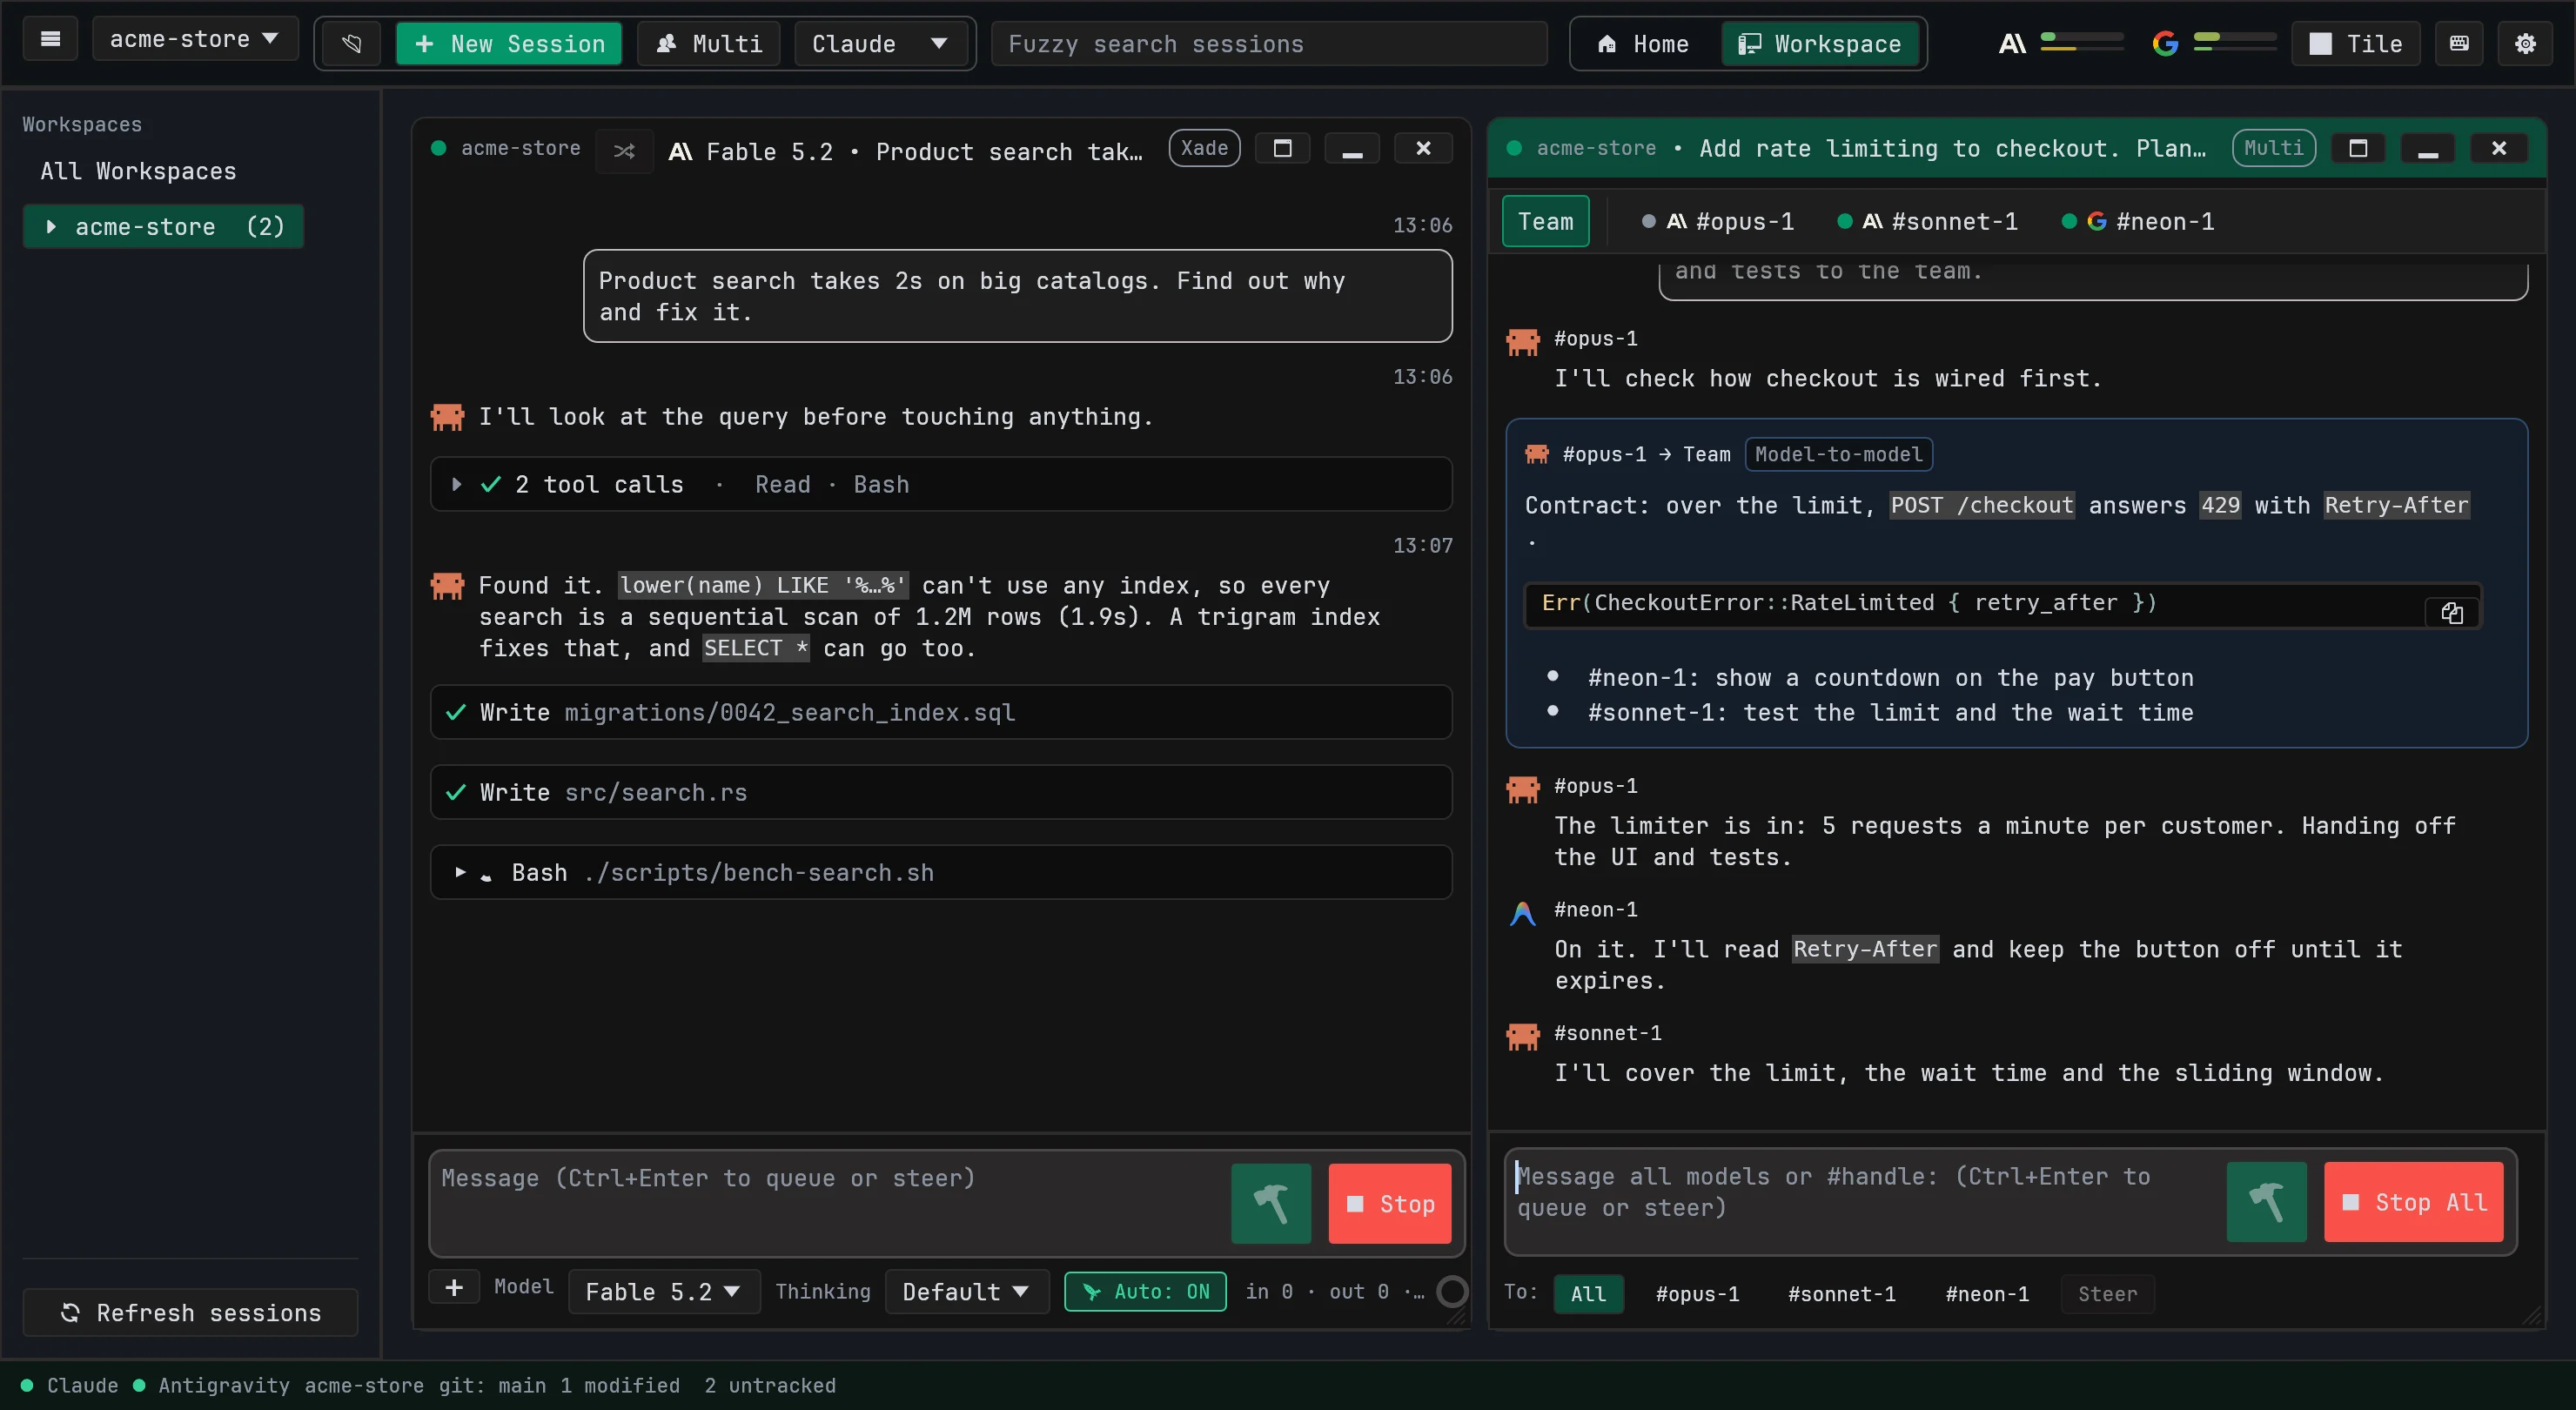 acme-store
New Session
Multi
Claude
Fuzzy search sessions
Home
Workspace
Tile
Workspaces
All Workspaces
acme-store (2)
Refresh sessions
acme-store
Fable 5.2 • Product search tak…
Xade
13:06
Product search takes 2s on big catalogs. Find out why
and fix it.
13:06
I'll look at the query before touching anything.
2 tool calls · Read · Bash
13:07
Found it. lower(name) LIKE '%…%' can't use any index, so every
search is a sequential scan of 1.2M rows (1.9s). A trigram index
fixes that, and SELECT * can go too.
Write migrations/0042_search_index.sql
Write src/search.rs
Bash ./scripts/bench-search.sh
Message (Ctrl+Enter to queue or steer)
Stop
Model
Fable 5.2
Thinking
Default
Auto: ON
in 0 · out 0 ·…
acme-store • Add rate limiting to checkout. Plan…
Multi
Team
#opus-1
#sonnet-1
#neon-1
and tests to the team.
#opus-1
I'll check how checkout is wired first.
#opus-1 → Team Model-to-model
Contract: over the limit, POST /checkout answers 429 with Retry-After
.
Err(CheckoutError::RateLimited { retry_after })
• #neon-1: show a countdown on the pay button
• #sonnet-1: test the limit and the wait time
#opus-1
The limiter is in: 5 requests a minute per customer. Handing off
the UI and tests.
#neon-1
On it. I'll read Retry-After and keep the button off until it
expires.
#sonnet-1
I'll cover the limit, the wait time and the sliding window.
Message all models or #handle: (Ctrl+Enter to
queue or steer)
Stop All
To:
All
#opus-1
#sonnet-1
#neon-1
Steer
Claude
Antigravity acme-store git: main 1 modified 2 untracked